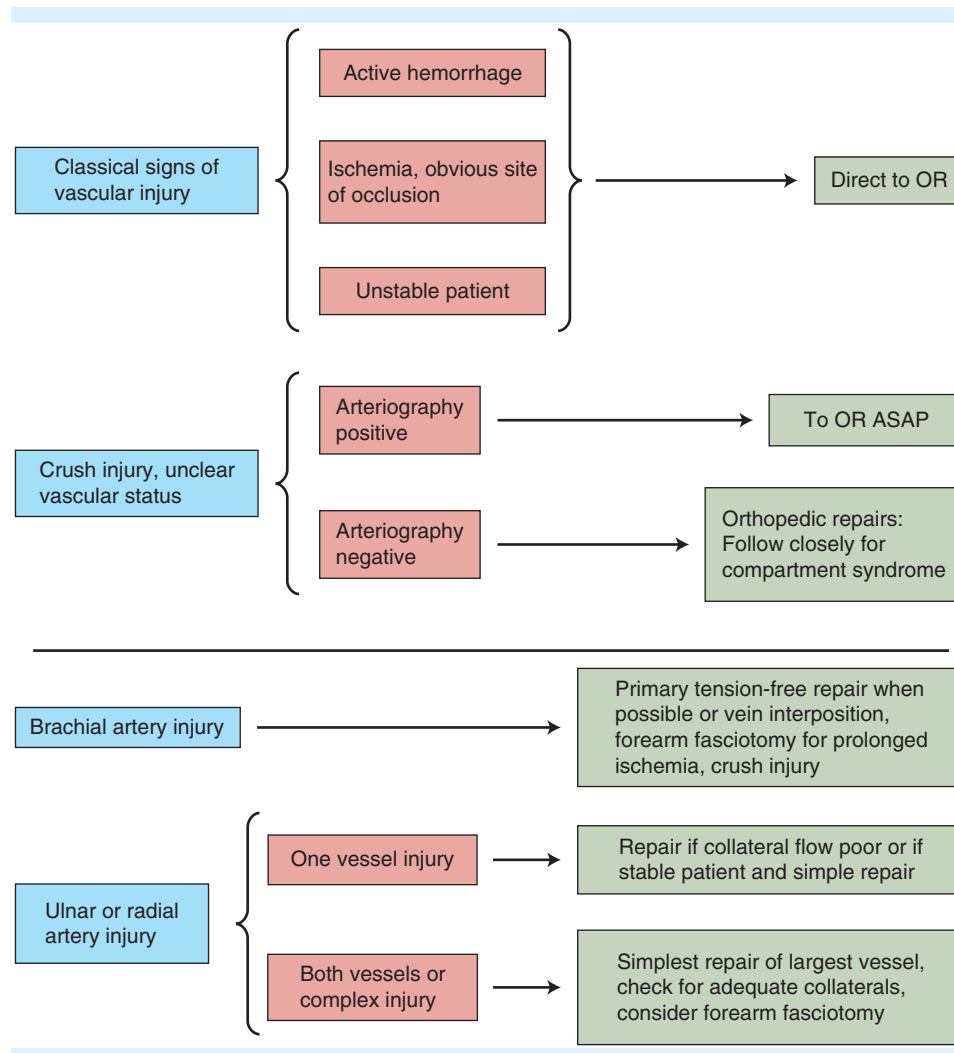 Classical signs of
vascular injury
Active hemorrhage
Ischemia, obvious site
of occlusion
Unstable patient
Direct to OR
Crush injury, unclear
vascular status
Arteriography
positive
To OR ASAP
Arteriography
negative
Orthopedic repairs:
Follow closely for
compartment syndrome
Brachial artery injury
Primary tension-free repair when
possible or vein interposition,
forearm fasciotomy for prolonged
ischemia, crush injury
Ulnar or radial
artery injury
One vessel injury
Repair if collateral flow poor or if
stable patient and simple repair
Both vessels or
complex injury
Simplest repair of largest vessel,
check for adequate collaterals,
consider forearm fasciotomy